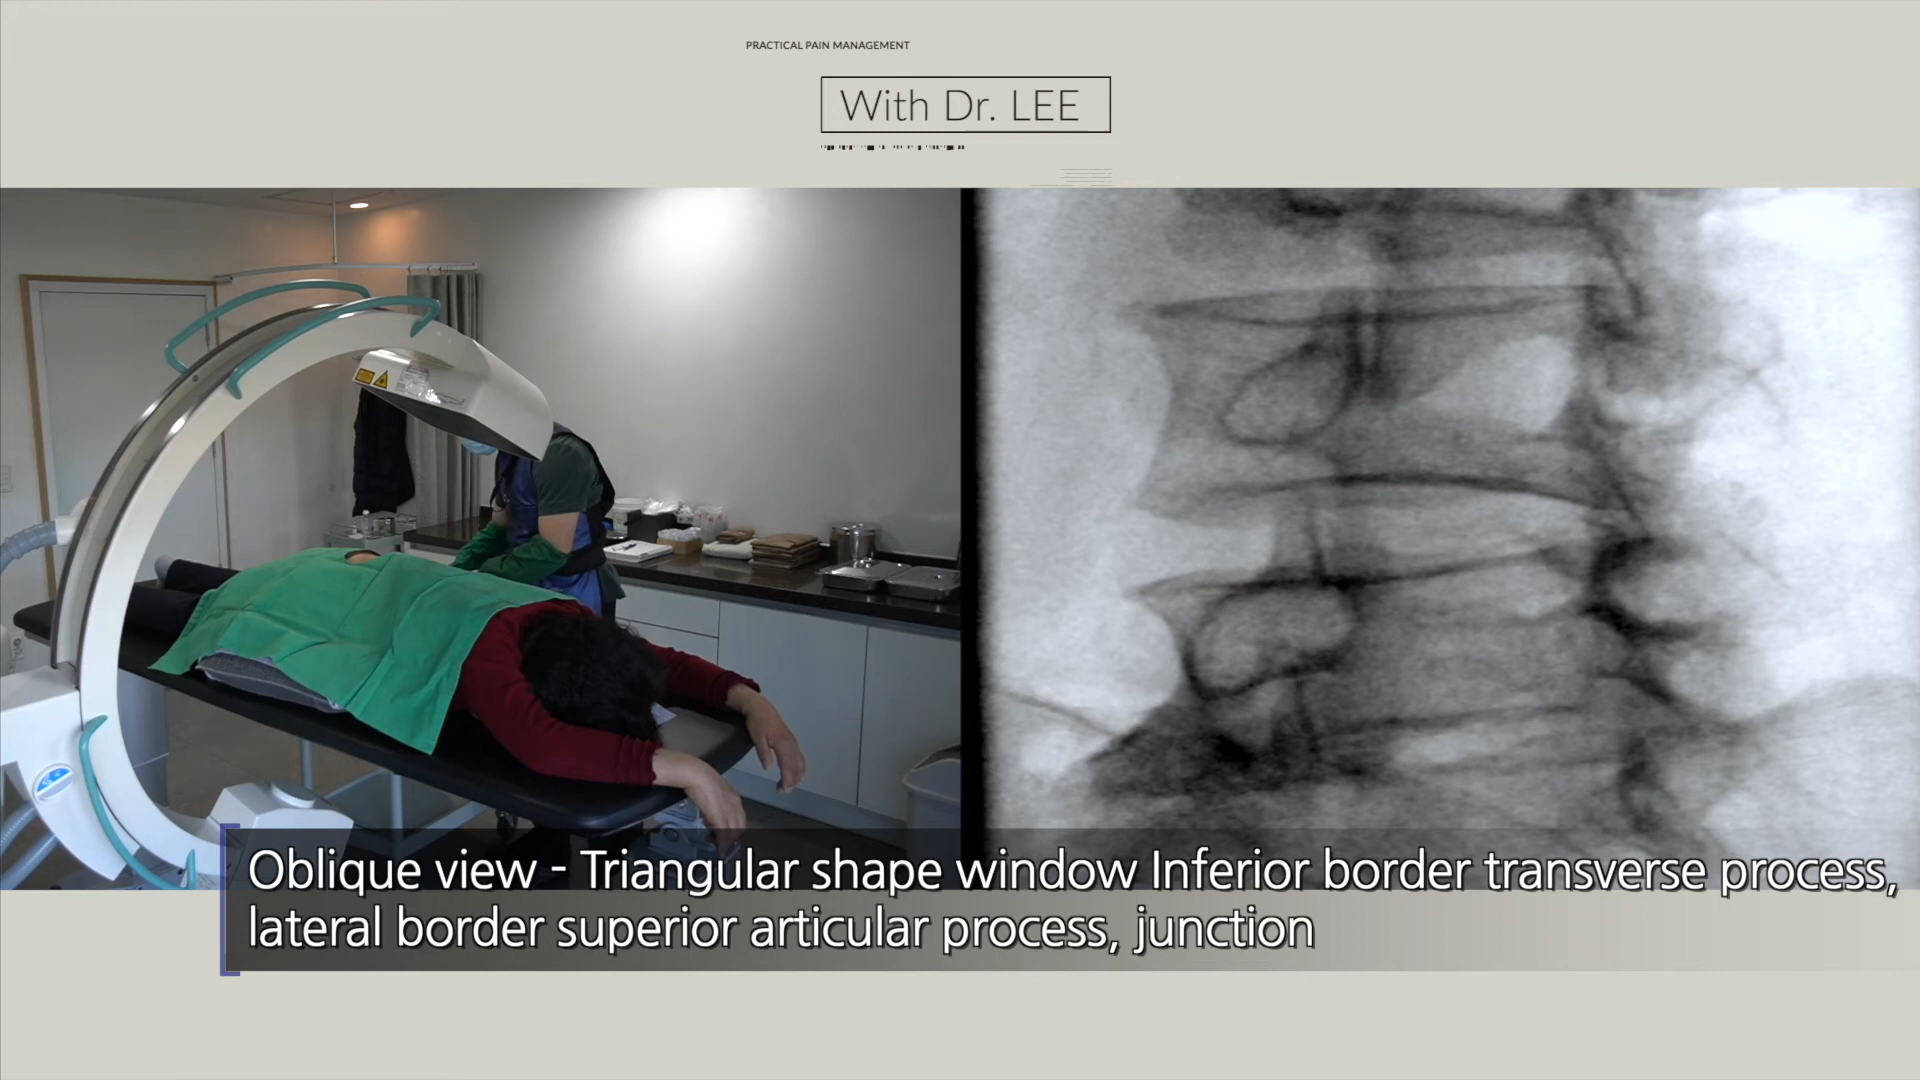 PRACTICAL PAIN MANAGEMENT
With Dr. LEE
Oblique view - Triangular shape window Inferior border transverse process,
lateral border superior articular process, junction